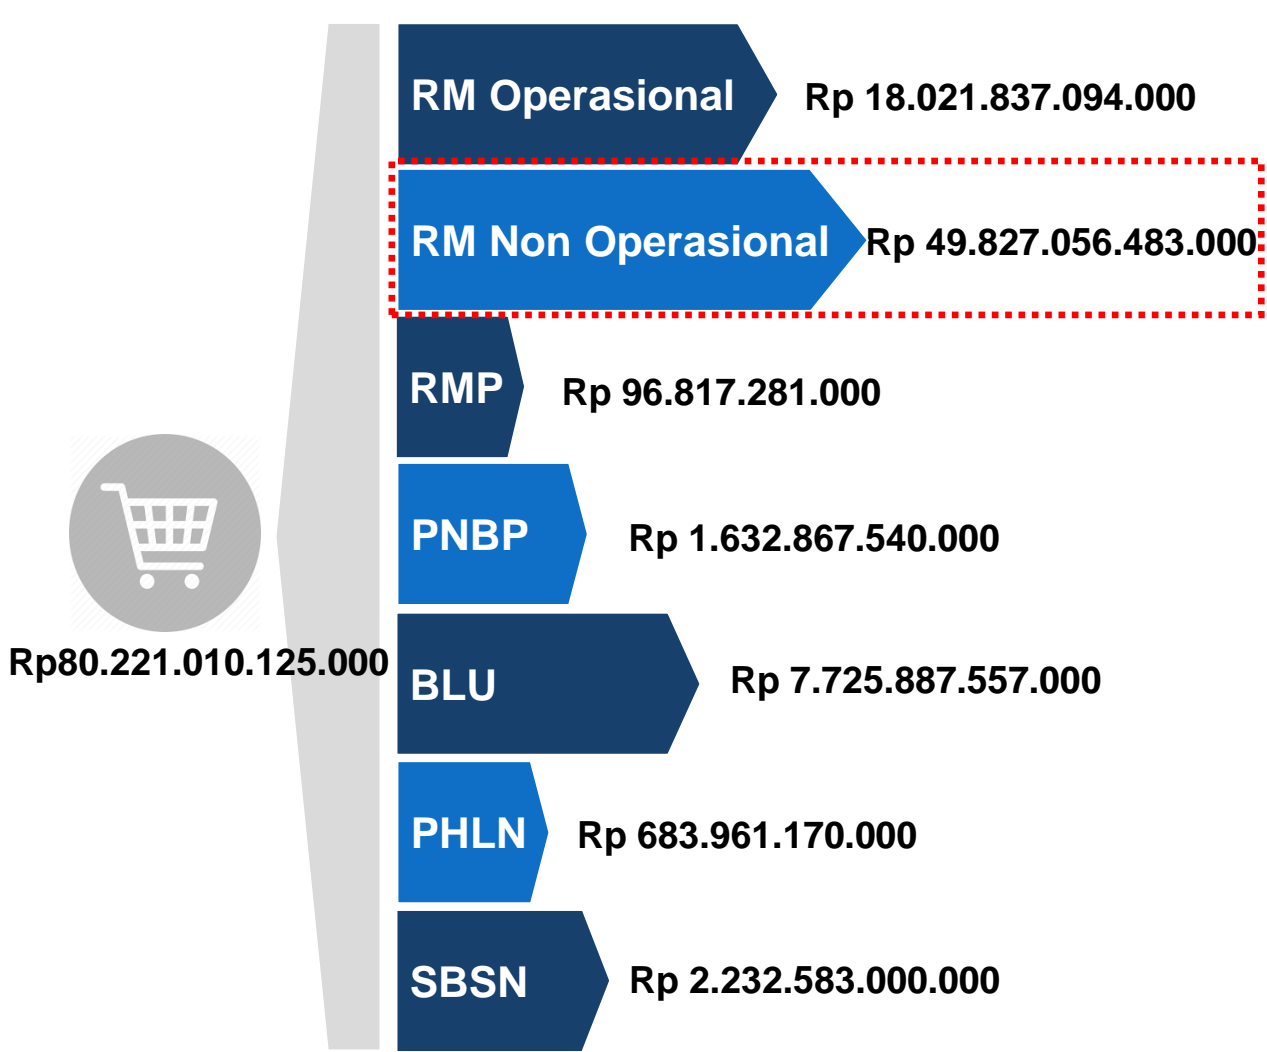 RM Operasional
Rp 18.021.837.094.000
RM Non Operasional
Rp 49.827.056.483.000
RMP
Rp 96.817.281.000
PNBP
Rp 1.632.867.540.000
Rp80.221.010.125.000
BLU
Rp 7.725.887.557.000
PHLN
Rp 683.961.170.000
SBSN
Rp 2.232.583.000.000